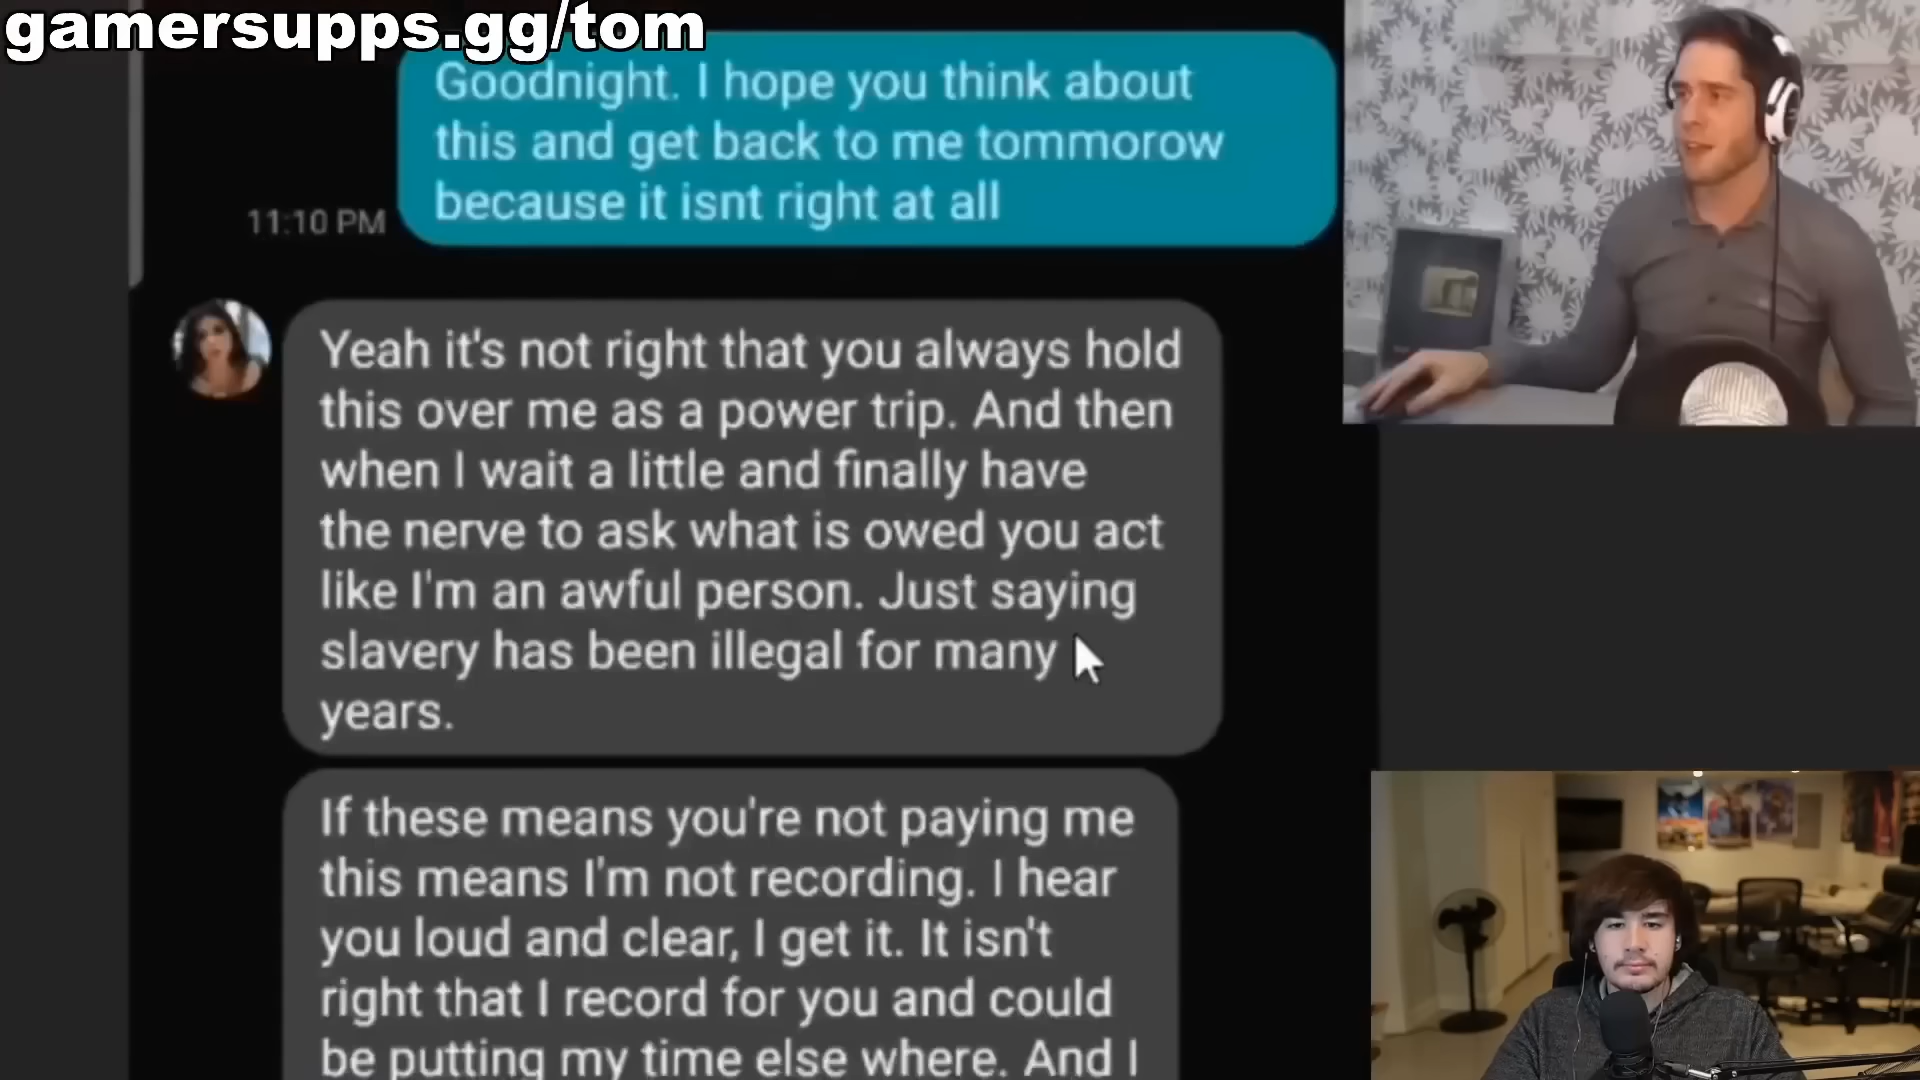 gamersupps.gg/tom
Goodnight. I hope you think about
this and get back to me tommorow
because it isnt right at all
11:10 PM
Yeah it's not right that you always hold
this over me as a power trip. And then
when I wait a little and finally have
the nerve to ask what is owed you act
like I'm an awful person. Just saying
slavery has been illegal for many
years.
If these means you're not paying me
this means I'm not recording. I hear
you loud and clear, I get it. It isn't
right that I record for you and could
be putting my time else where. And I